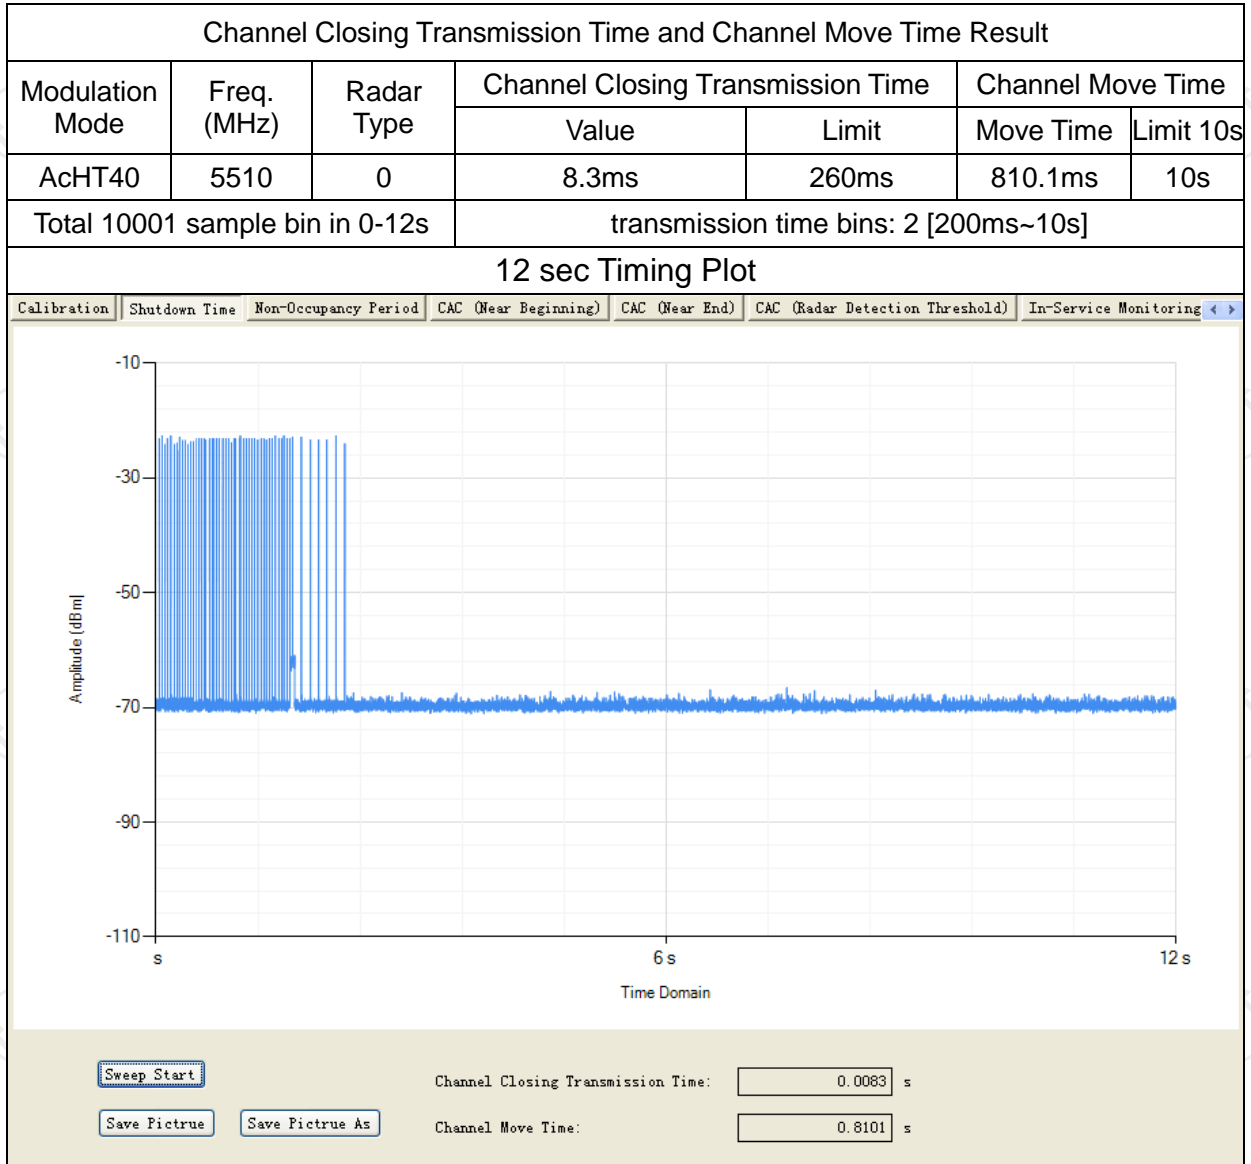 Channel Closing Transmission Time and Channel Move Time Result
Modulation Mode Freq. (MHz) Radar Type Channel Closing Transmission Time Channel Move Time
Value Limit Move Time Limit 10s
AcHT40 5510 0 8.3ms 260ms 810.1ms 10s
Total 10001 sample bin in 0-12s transmission time bins: 2 [200ms~10s]
12 sec Timing Plot
Calibration Shutdown Time Non-Occupancy Period CAC (Near Beginning) CAC (Near End) CAC (Radar Detection Threshold) In-Service Monitoring
-10
-30
-50
-70
-90
-110
Amplitude (dBm)
s 6 s 12 s
Time Domain
Sweep Start Channel Closing Transmission Time: 0.0083 s
Save Pictrue Save Pictrue As Channel Move Time: 0.8101 s